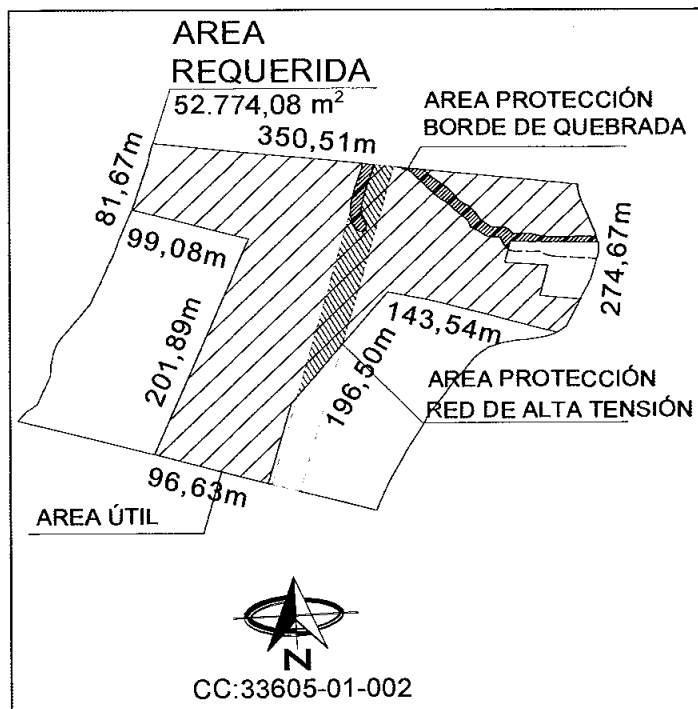 AREA
REQUERIDA
52.774,08 m²
350,51m
AREA PROTECCIÓN
BORDE DE QUEBRADA
81,67m
99,08m
274,67m
143,54m
201,89m
196,50m
AREA PROTECCIÓN
RED DE ALTA TENSIÓN
96,63m
AREA ÚTIL
N
CC:33605-01-002